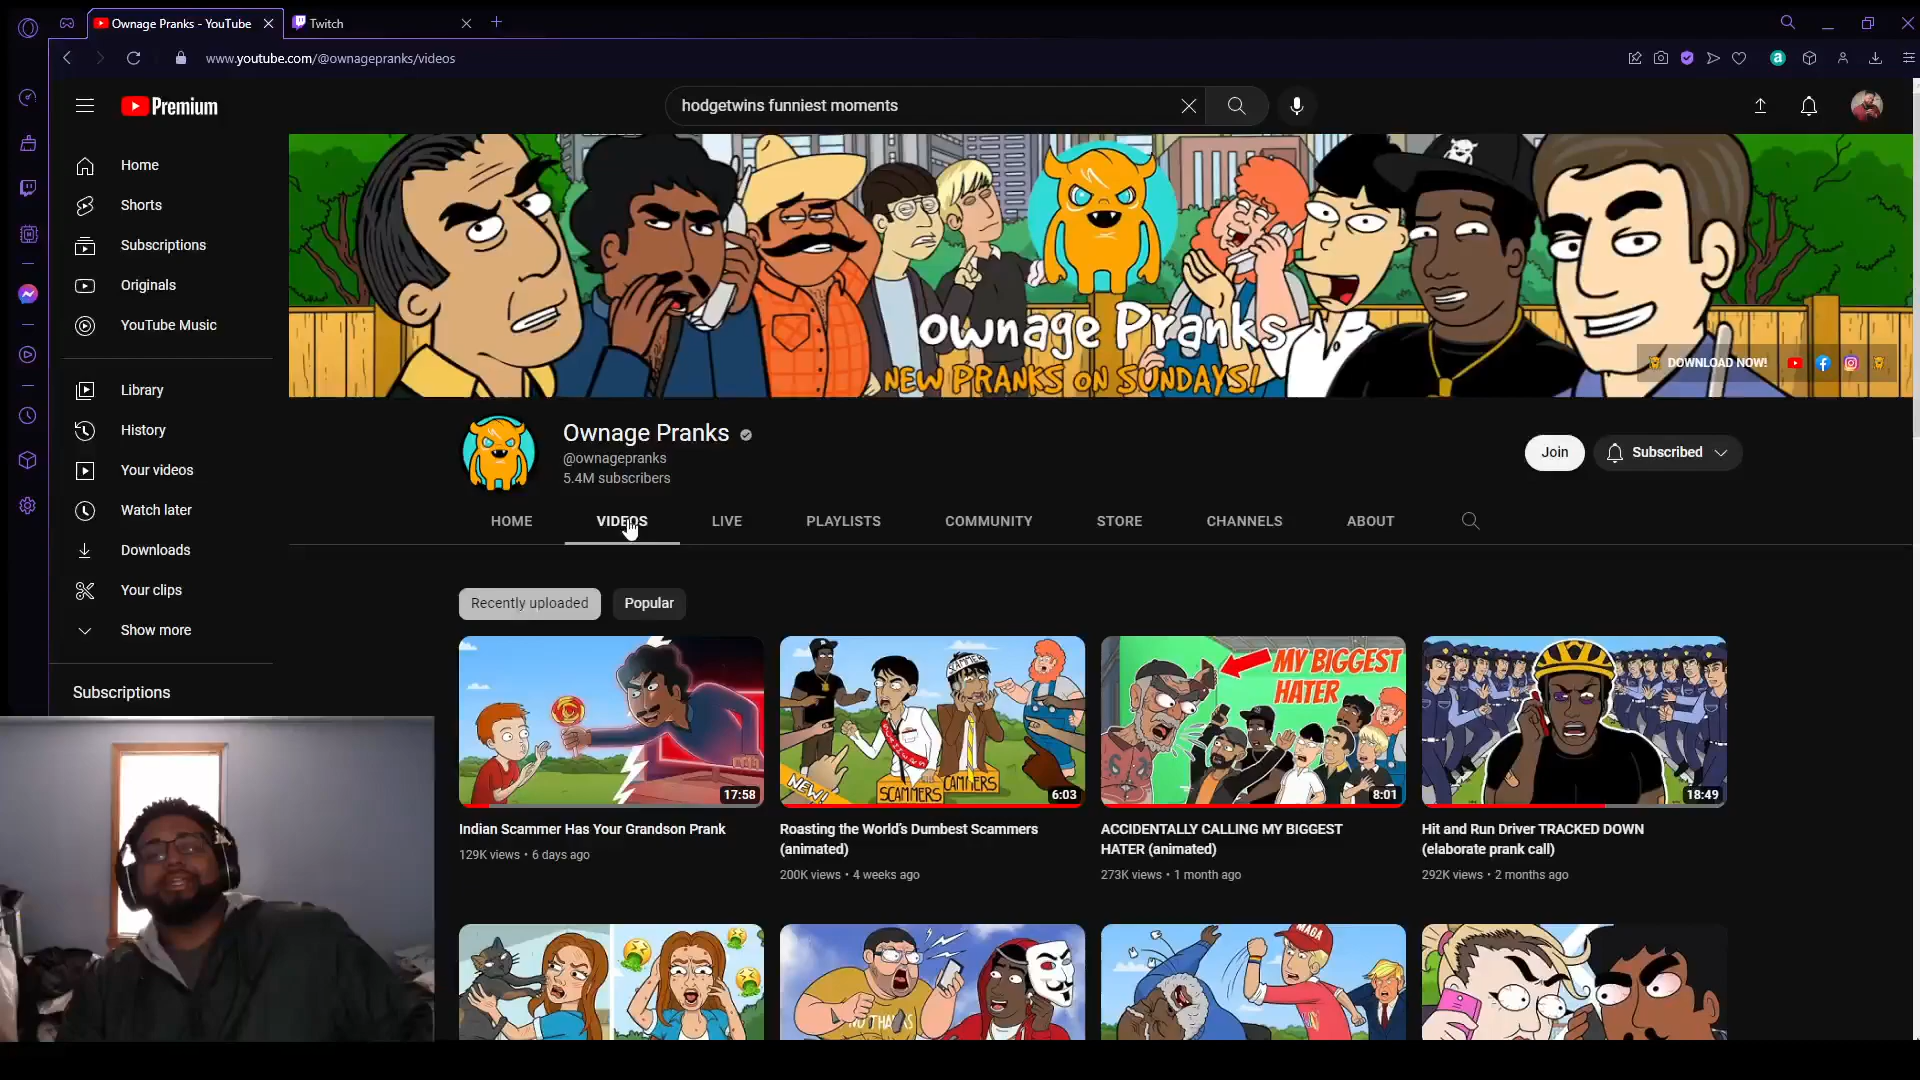 Ownage Pranks - YouTube
Twitch
www.youtube.com/@ownagepranks/videos
Premium
hodgetwins funniest moments
Home
Shorts
Subscriptions
Originals
YouTube Music
Library
History
Your videos
Watch later
Downloads
Your clips
Show more
Subscriptions
ownage Pranks
NEW PRANKS ON SUNDAYS!
DOWNLOAD NOW!
Ownage Pranks
@ownagepranks
5.4M subscribers
Join
Subscribed
HOME VIDEOS LIVE PLAYLISTS COMMUNITY STORE CHANNELS ABOUT
Recently uploaded Popular
17:58
Indian Scammer Has Your Grandson Prank
129K views • 6 days ago
SCAMMER
NEW!
SCAMMERS
6:03
Roasting the World's Dumbest Scammers
(animated)
200K views • 4 weeks ago
MY BIGGEST
HATER
8:01
ACCIDENTALLY CALLING MY BIGGEST
HATER (animated)
273K views • 1 month ago
18:49
Hit and Run Driver TRACKED DOWN
(elaborate prank call)
292K views • 2 months ago
MAGA